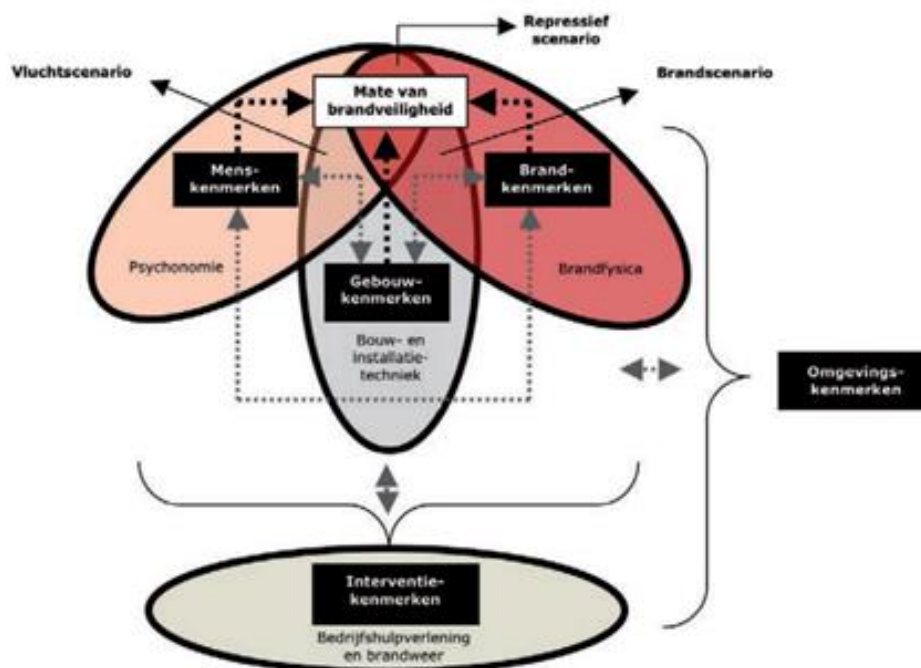 Repressief
scenario
Vluchtscenario
Brandscenario
Mate van
brandveiligheid
Mens-
kenmerken
Brand-
kenmerken
Psychonomie
Brandfysica
Gebouw-
kenmerken
Bouw- en
installatie-
techniek
Omgevings-
kenmerken
Interventie-
kenmerken
Bedrijfshulpverlening
en brandweer